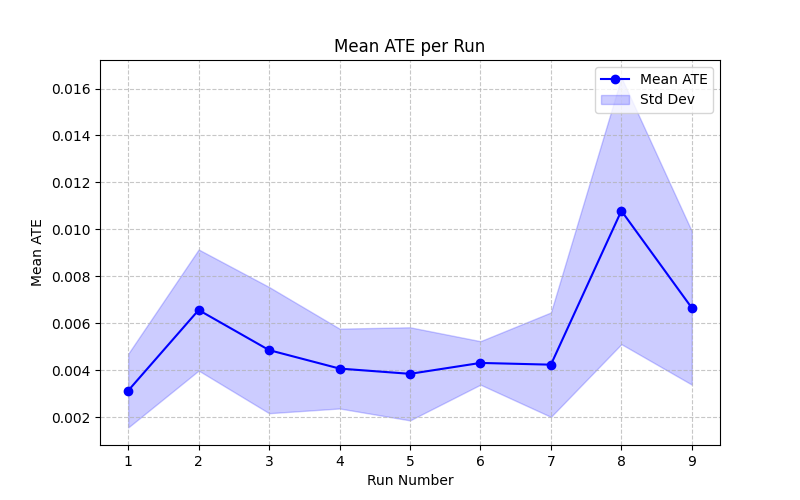 Mean ATE per Run
Mean ATE
Std Dev
0.016
0.014
0.012
0.010
0.008
0.006
0.004
0.002
Mean ATE
1 2 3 4 5 6 7 8 9
Run Number